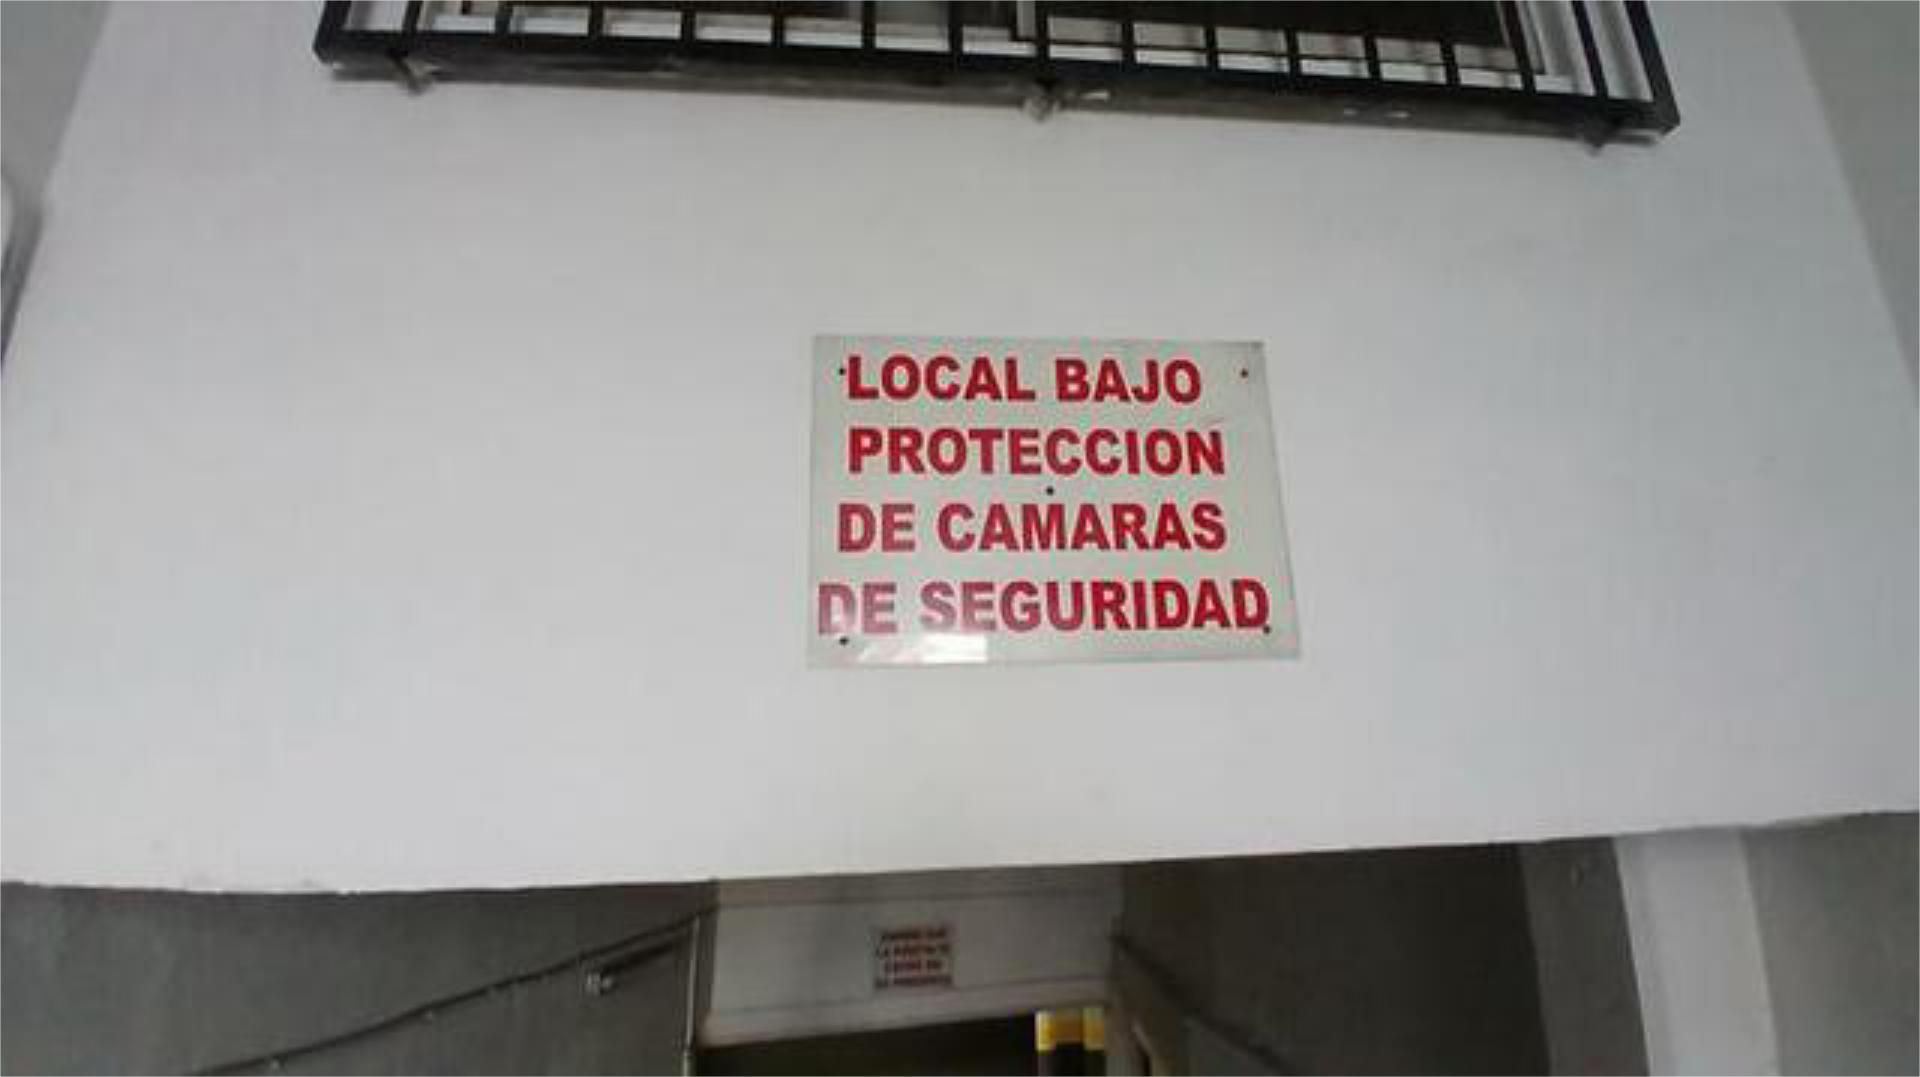 LOCAL BAJO
PROTECCION
DE CAMARAS
DE SEGURIDAD